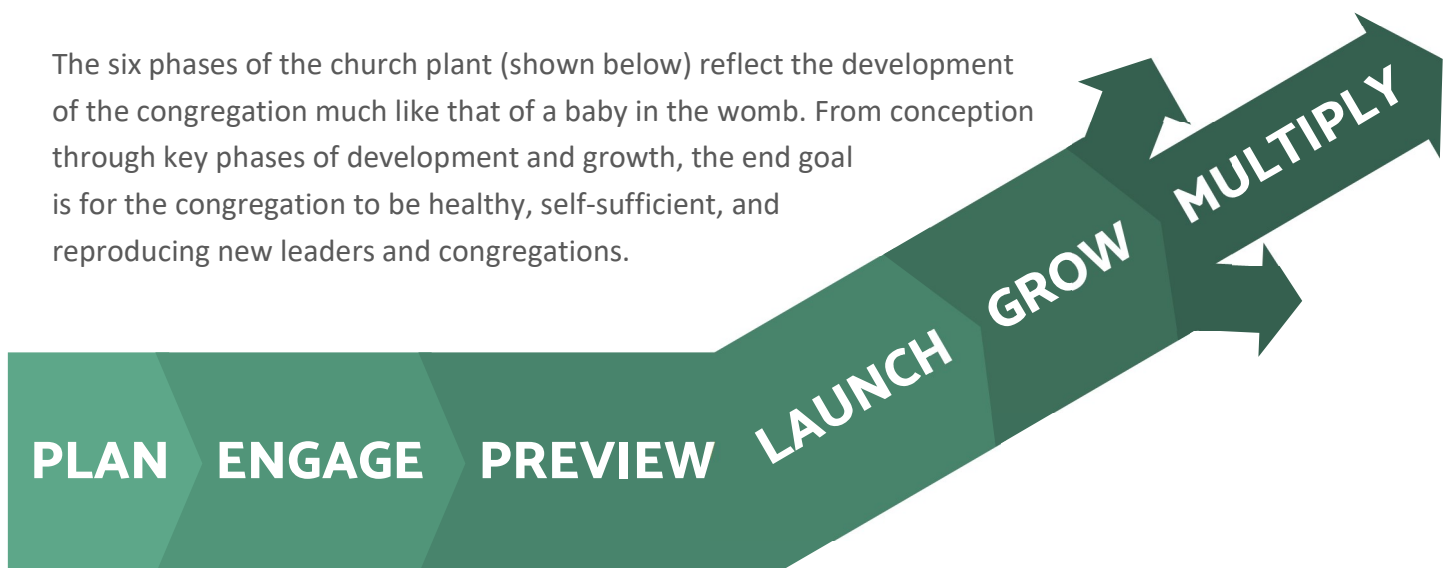 The six phases of the church plant (shown below) reflect the development
of the congregation much like that of a baby in the womb. From conception
through key phases of development and growth, the end goal
is for the congregation to be healthy, self-sufficient, and
reproducing new leaders and congregations.
PLAN
ENGAGE
PREVIEW
LAUNCH
GROW
MULTIPLY